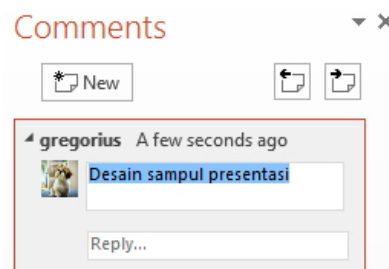 Comments
New
gregorius A few seconds ago
Desain sampul presentasi
Reply...